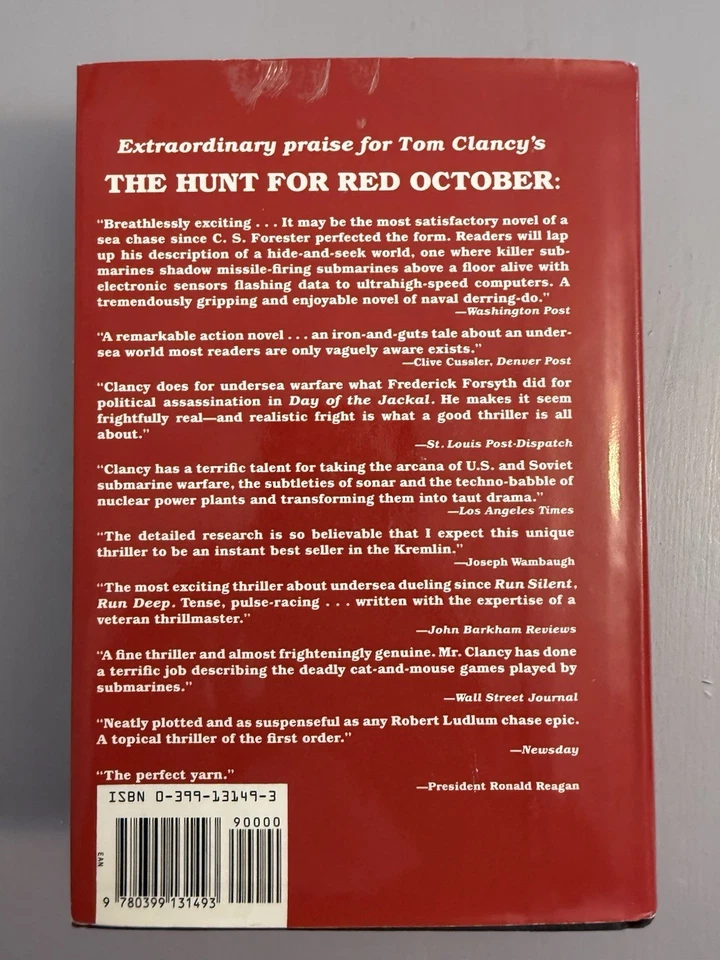 Extraordinary praise for Tom Clancy's
THE HUNT FOR RED OCTOBER:
"Breathlessly exciting . . . It may be the most satisfactory novel of a
sea chase since C. S. Forester perfected the form. Readers will lap
up his description of a hide-and-seek world, one where killer sub-
marines shadow missile-firing submarines above a floor alive with
electronic sensors flashing data to ultrahigh-speed computers. A
tremendously gripping and enjoyable novel of naval derring-do."
—Washington Post
"A remarkable action novel . . . an iron-and-guts tale about an under-
sea world most readers are only vaguely aware exists."
—Clive Cussler, Denver Post
"Clancy does for undersea warfare what Frederick Forsyth did for
political assassination in Day of the Jackal. He makes it seem
frightfully real—and realistic fright is what a good thriller is all
about."
—St. Louis Post-Dispatch
"Clancy has a terrific talent for taking the arcana of U.S. and Soviet
submarine warfare, the subtleties of sonar and the techno-babble of
nuclear power plants and transforming them into taut drama."
—Los Angeles Times
"The detailed research is so believable that I expect this unique
thriller to be an instant best seller in the Kremlin."
—Joseph Wambaugh
"The most exciting thriller about undersea dueling since Run Silent,
Run Deep. Tense, pulse-racing . . . written with the expertise of a
veteran thrillmaster."
—John Barkham Reviews
"A fine thriller and almost frighteningly genuine. Mr. Clancy has done
a terrific job describing the deadly cat-and-mouse games played by
submarines."
—Wall Street Journal
"Neatly plotted and as suspenseful as any Robert Ludlum chase epic.
A topical thriller of the first order."
—Newsday
"The perfect yarn."
—President Ronald Reagan
ISBN 0-399-13149-3
90000
EAN
9 780399 131493